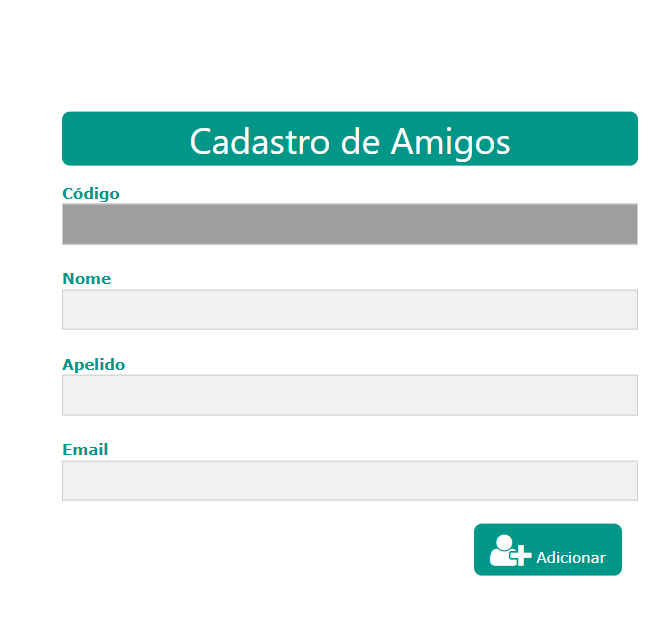 Cadastro de Amigos
Código
Nome
Apelido
Email
Adicionar